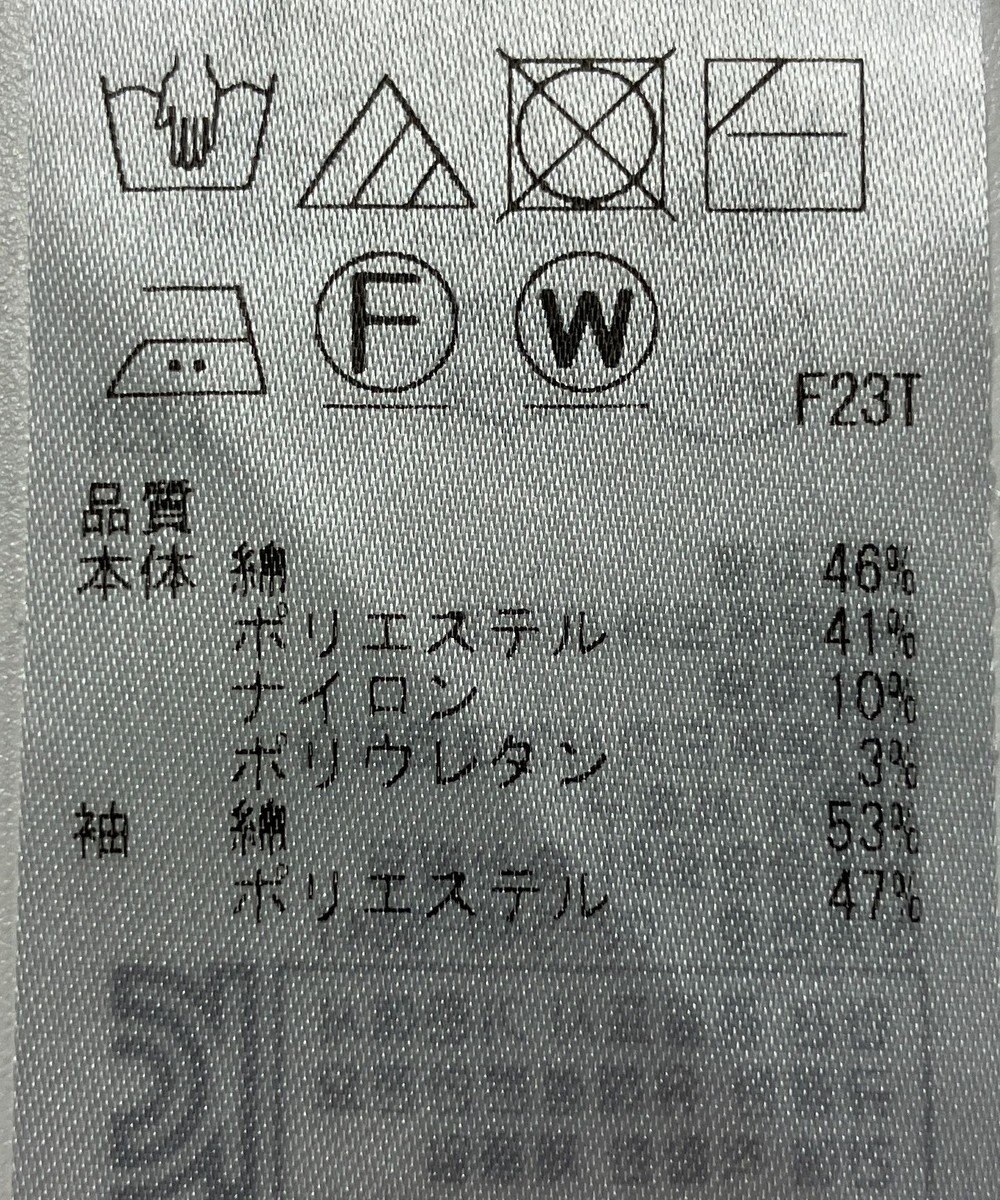 F W
F23T
品質
本体 綿 46%
ポリエステル 41%
ナイロン 10%
ポリウレタン 3%
袖 綿 53%
ポリエステル 47%